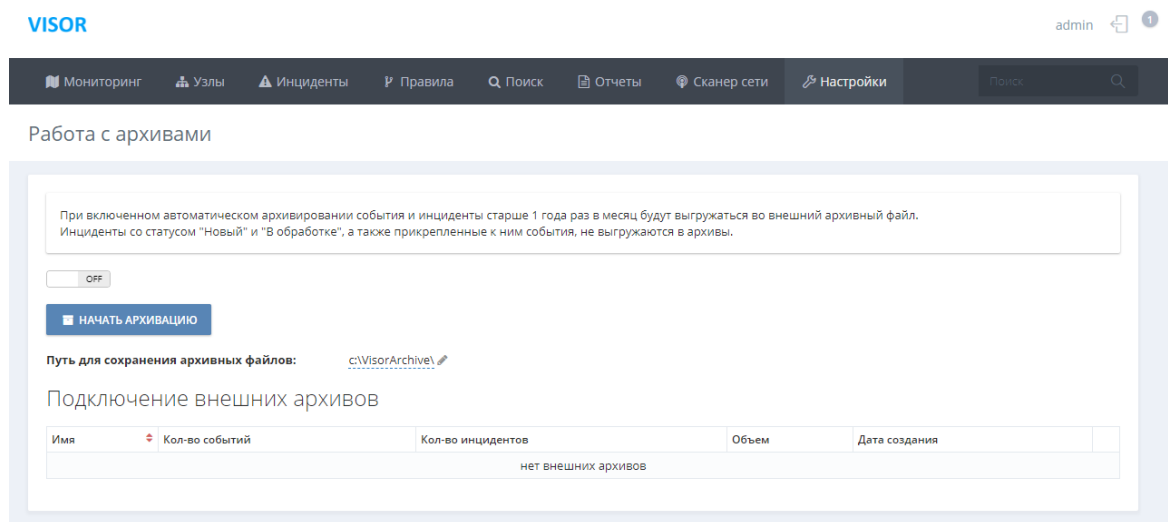 VISOR
admin 1
Мониторинг Узлы Инциденты Правила Поиск Отчеты Сканер сети Настройки Поиск
Работа с архивами
При включенном автоматическом архивировании события и инциденты старше 1 года раз в месяц будут выгружаться во внешний архивный файл.
Инциденты со статусом "Новый" и "В обработке", а также прикрепленные к ним события, не выгружаются в архивы.
OFF
НАЧАТЬ АРХИВАЦИЮ
Путь для сохранения архивных файлов: c:\VisorArchive\
Подключение внешних архивов
Имя Кол-во событий Кол-во инцидентов Объем Дата создания
нет внешних архивов